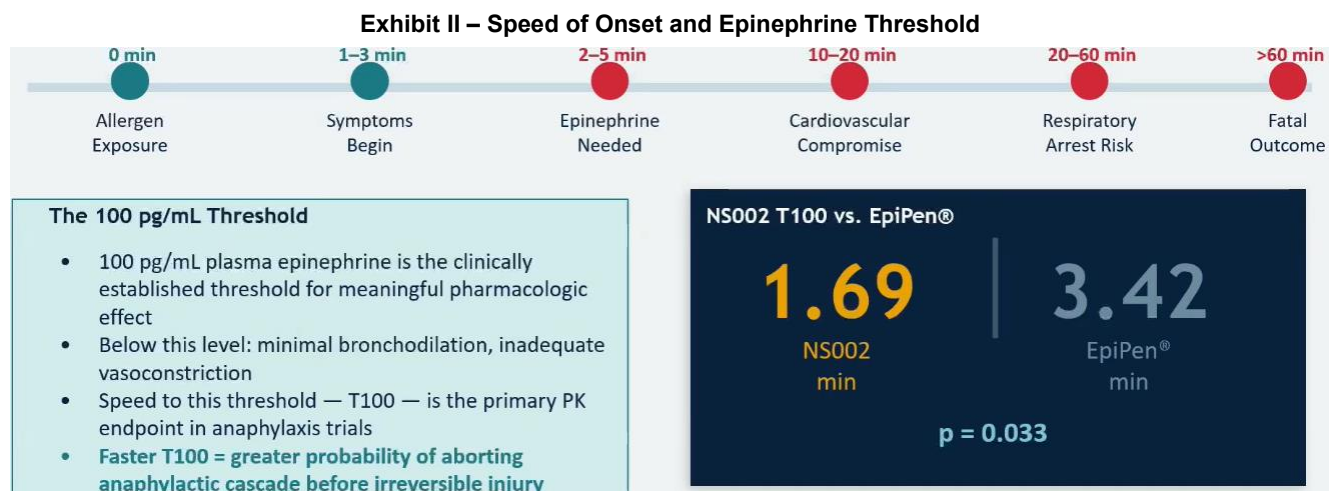 Exhibit II – Speed of Onset and Epinephrine Threshold
0 min
1–3 min
2–5 min
10–20 min
20–60 min
>60 min
Allergen
Exposure
Symptoms
Begin
Epinephrine
Needed
Cardiovascular
Compromise
Respiratory
Arrest Risk
Fatal
Outcome
The 100 pg/mL Threshold
• 100 pg/mL plasma epinephrine is the clinically
established threshold for meaningful pharmacologic
effect
• Below this level: minimal bronchodilation, inadequate
vasoconstriction
• Speed to this threshold — T100 — is the primary PK
endpoint in anaphylaxis trials
• Faster T100 = greater probability of aborting
anaphylactic cascade before irreversible injury
NS002 T100 vs. EpiPen®
1.69
NS002
min
3.42
EpiPen®
min
p = 0.033